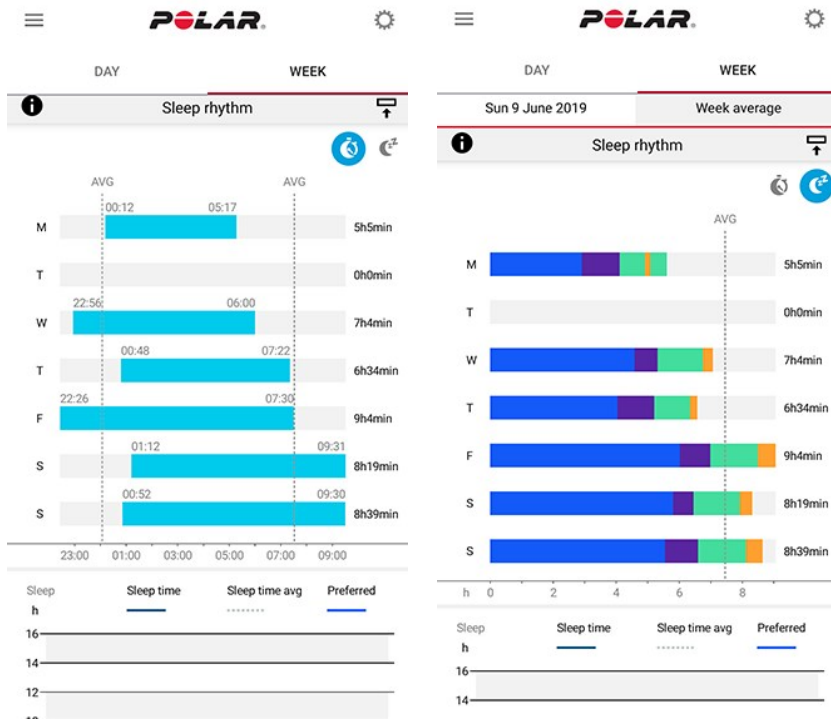 POLAR.
DAY WEEK
Sleep rhythm
AVG AVG
00:12 05:17
M 5h5min
T 0h0min
22:56 06:00
W 7h4min
00:48 07:22
T 6h34min
22:26 07:30
F 9h4min
01:12 09:31
S 8h19min
00:52 09:30
S 8h39min
23:00 01:00 03:00 05:00 07:00 09:00
Sleep Sleep time Sleep time avg Preferred
h
16
14
12
POLAR.
DAY WEEK
Sun 9 June 2019 Week average
Sleep rhythm
AVG
M 5h5min
T 0h0min
W 7h4min
T 6h34min
F 9h4min
S 8h19min
S 8h39min
h 0 2 4 6 8
Sleep Sleep time Sleep time avg Preferred
h
16
14